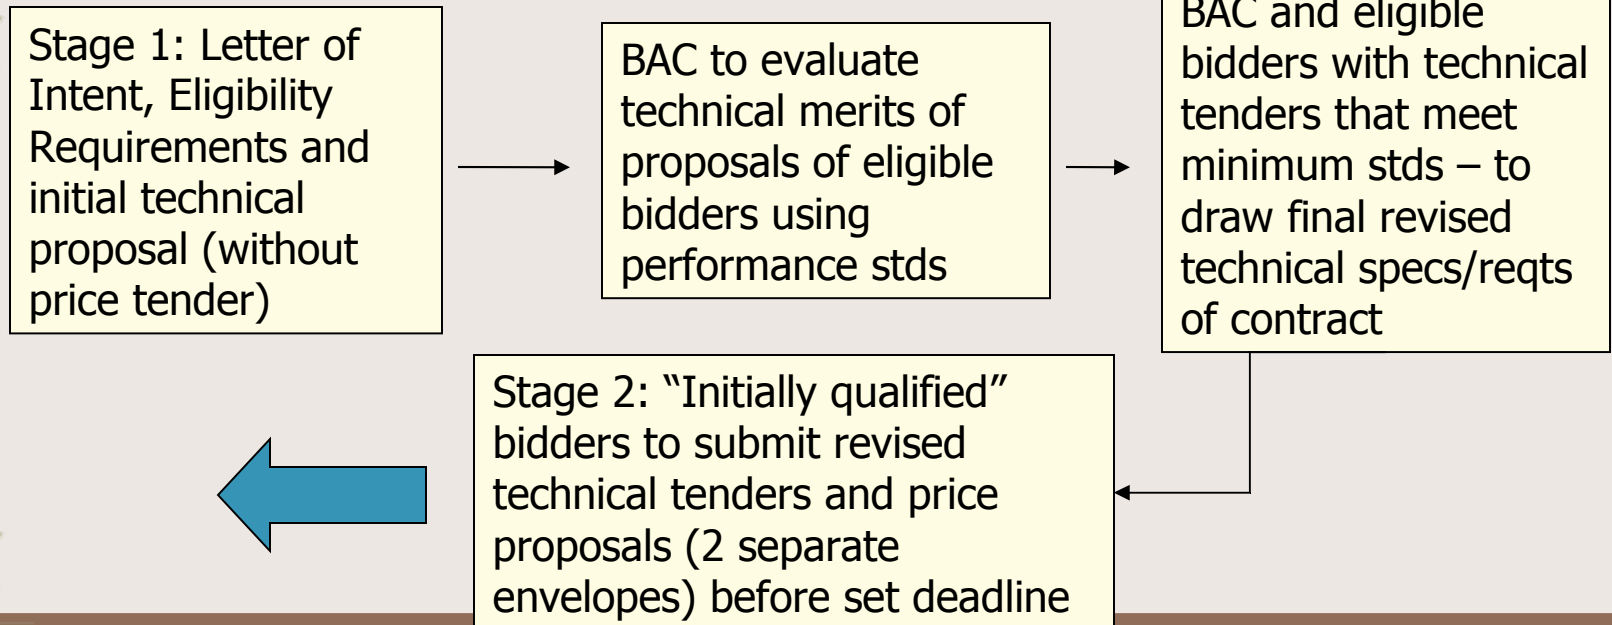 Stage 1: Letter of
Intent, Eligibility
Requirements and
initial technical
proposal (without
price tender)
BAC to evaluate
technical merits of
proposals of eligible
bidders using
performance stds
BAC and eligible
bidders with technical
tenders that meet
minimum stds – to
draw final revised
technical specs/reqts
of contract
Stage 2: “Initially qualified”
bidders to submit revised
technical tenders and price
proposals (2 separate
envelopes) before set deadline